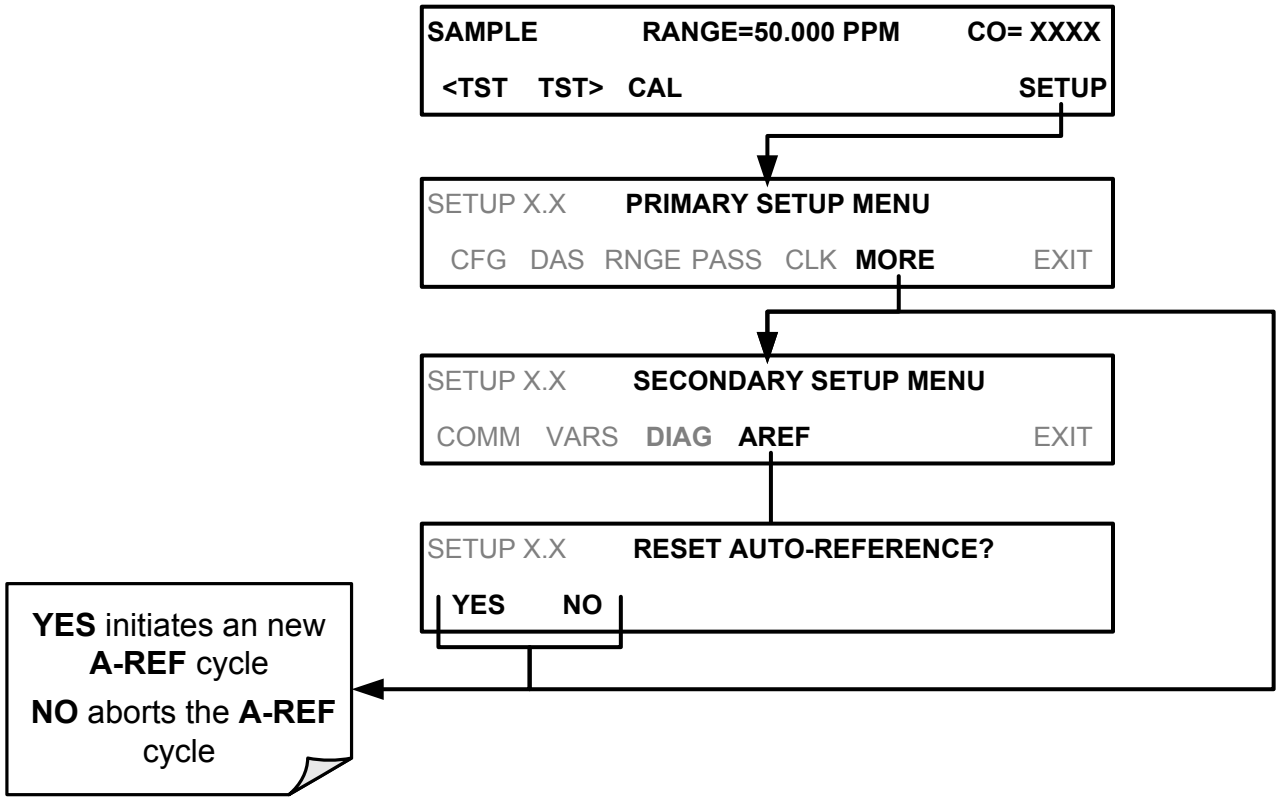 SAMPLE RANGE=50.000 PPM CO= XXXX
<TST TST> CAL SETUP
SETUP X.X PRIMARY SETUP MENU
CFG DAS RNGE PASS CLK MORE EXIT
SETUP X.X SECONDARY SETUP MENU
COMM VARS DIAG AREF EXIT
SETUP X.X RESET AUTO-REFERENCE?
YES NO
YES initiates an new
A-REF cycle
NO aborts the A-REF
cycle